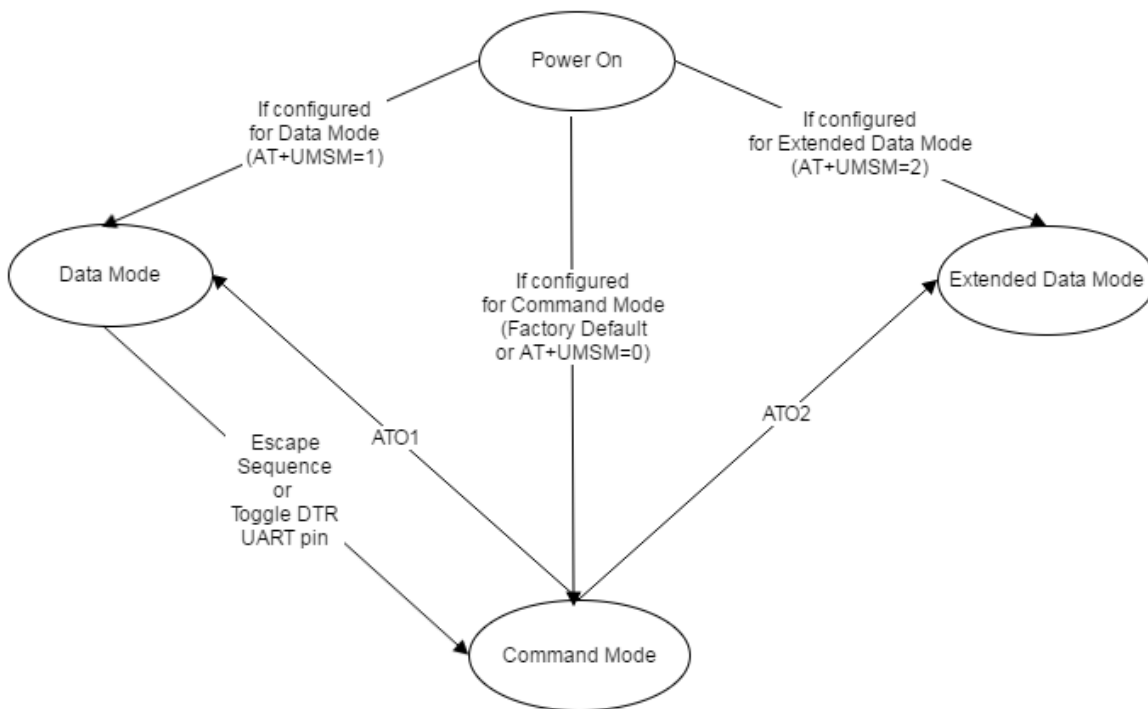 Power On
If configured
for Data Mode
(AT+UMSM=1)
If configured
for Extended Data Mode
(AT+UMSM=2)
Data Mode
Extended Data Mode
If configured
for Command Mode
(Factory Default
or AT+UMSM=0)
ATO1
ATO2
Escape
Sequence
or
Toggle DTR
UART pin
Command Mode